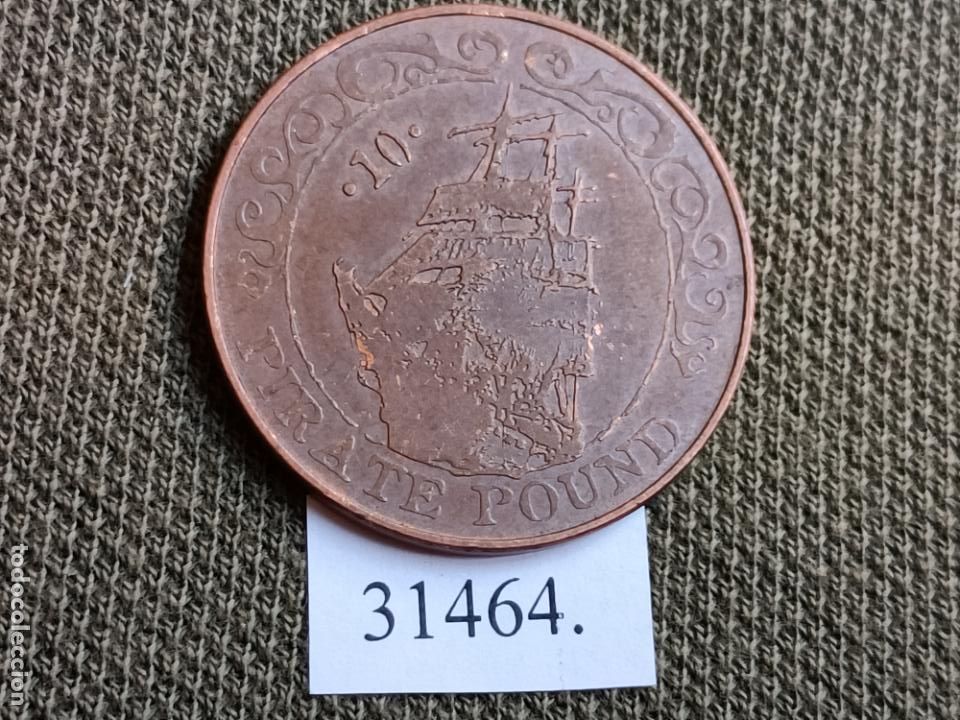 ·10·
PIRATE POUND
31464.
todocoleccion